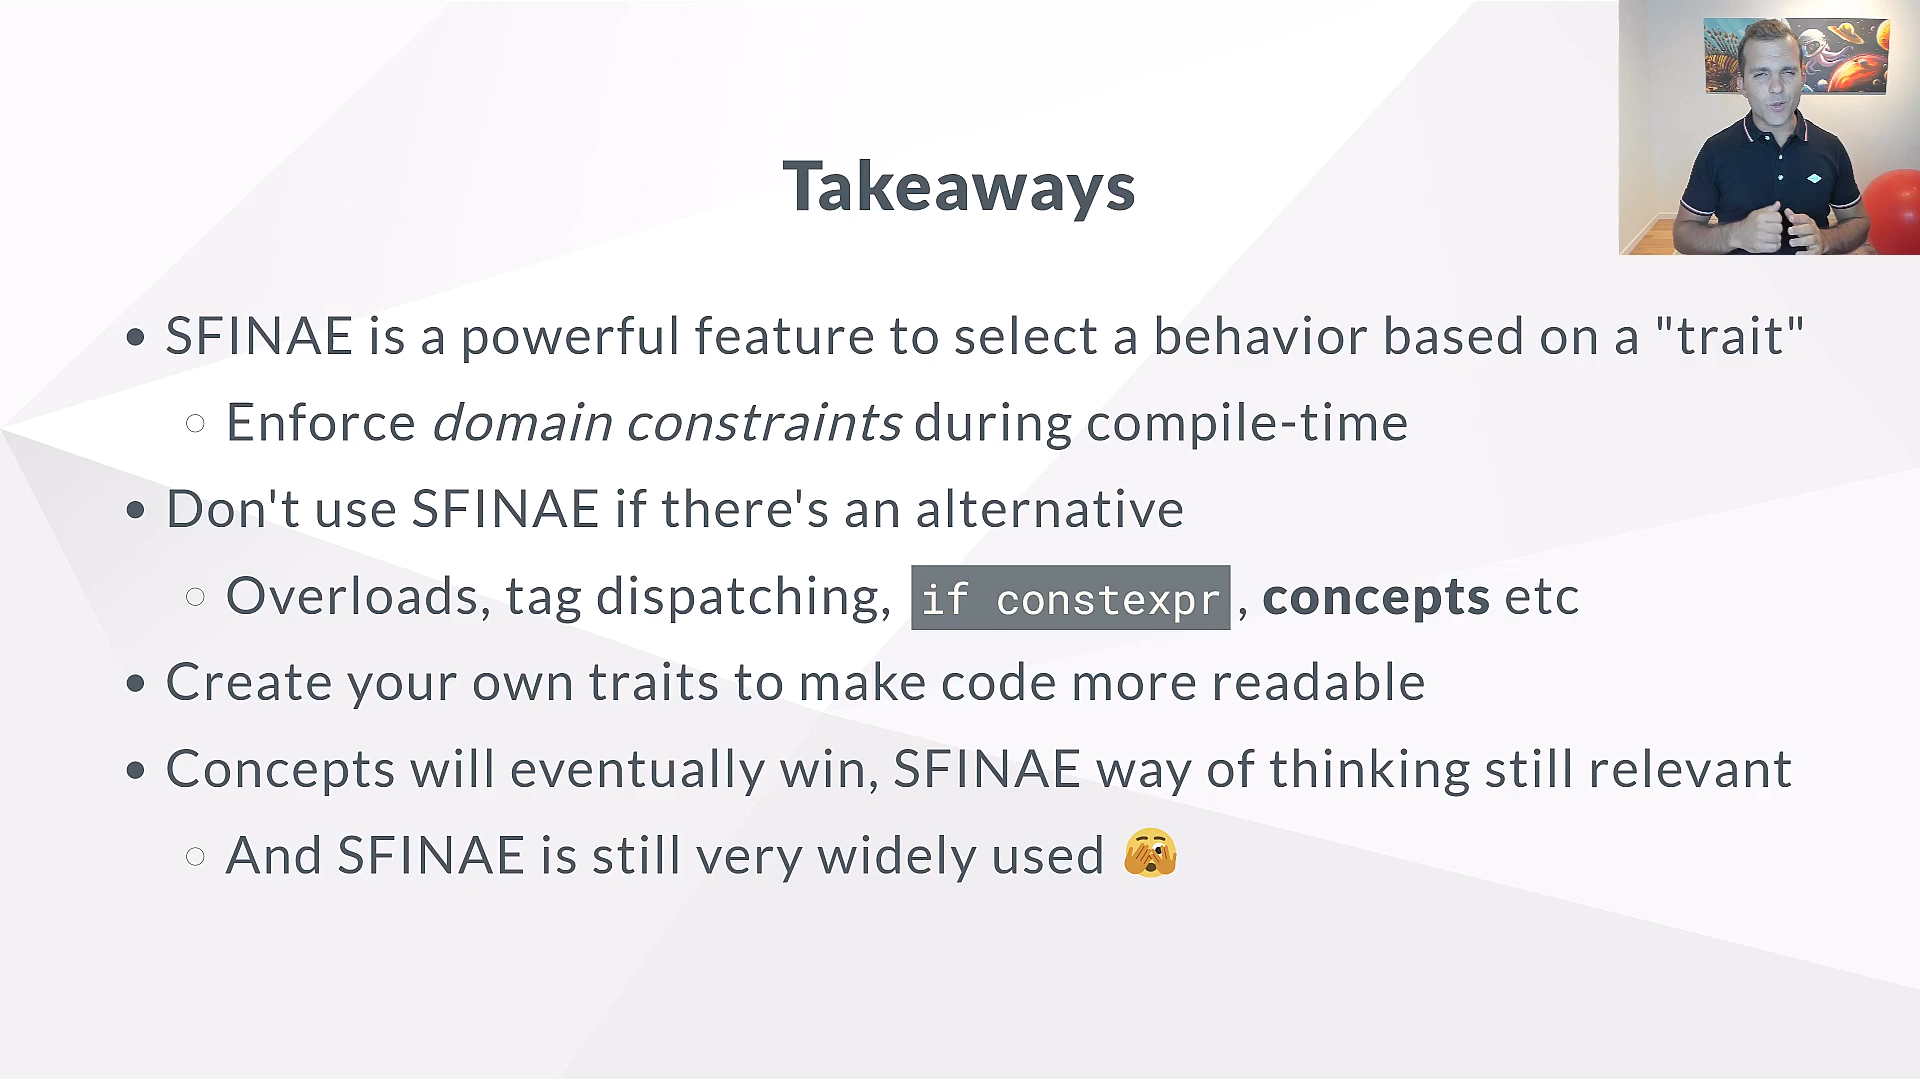 Takeaways
• SFINAE is a powerful feature to select a behavior based on a "trait"
○ Enforce domain constraints during compile-time
• Don't use SFINAE if there's an alternative
○ Overloads, tag dispatching, if constexpr, concepts etc
• Create your own traits to make code more readable
• Concepts will eventually win, SFINAE way of thinking still relevant
○ And SFINAE is still very widely used 🫣